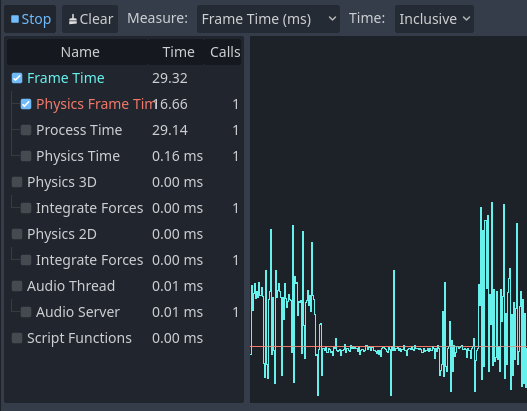 Stop Clear Measure: Frame Time (ms) Time: Inclusive
Name Time Calls
Frame Time 29.32
Physics Frame Tim 16.66 1
Process Time 29.14 1
Physics Time 0.16 ms 1
Physics 3D 0.00 ms
Integrate Forces 0.00 ms 1
Physics 2D 0.00 ms
Integrate Forces 0.00 ms 1
Audio Thread 0.01 ms
Audio Server 0.01 ms 1
Script Functions 0.00 ms